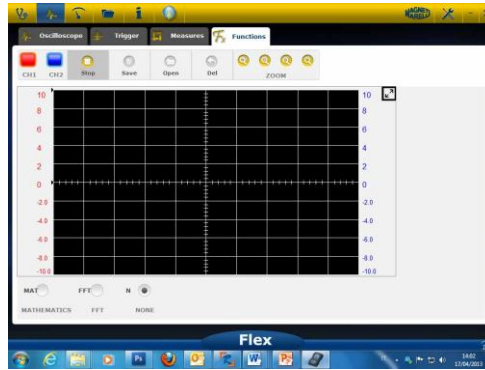 MAGNETI
MARELLI
Oscilloscope Trigger Measures Functions
CH1 CH2 Stop Save Open Del ZOOM
10 10
8 8
6 6
4 4
2 2
0 0
-2.0 -2.0
-4.0 -4.0
-6.0 -6.0
-8.0 -8.0
-10.0 -10.0
MAT FFT N
MATHEMATICS FFT NONE
Flex
14:02
17/04/2013